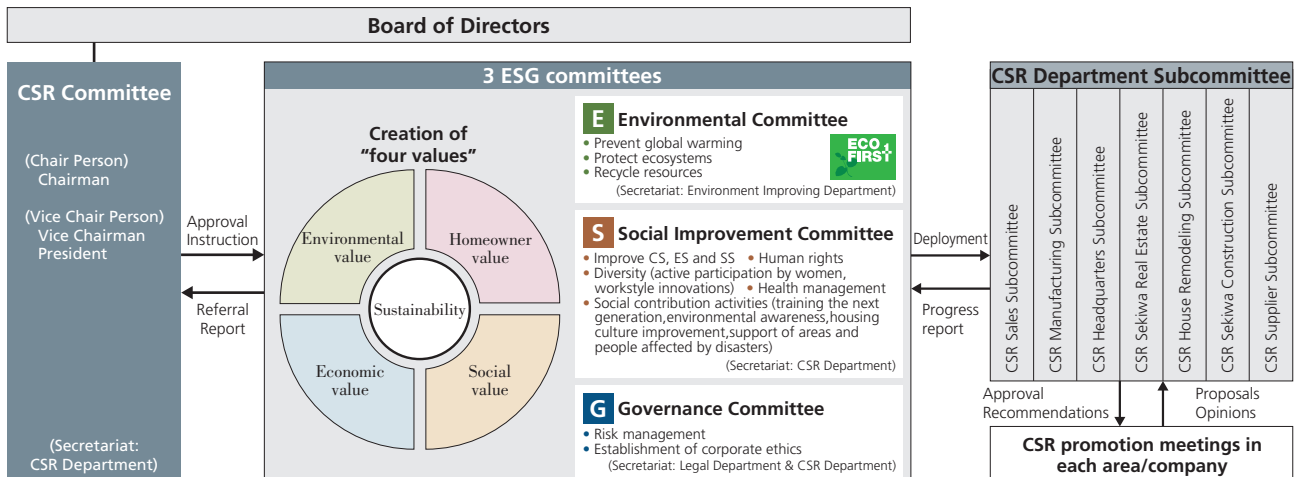 Board of Directors
CSR Committee
(Chair Person)
Chairman
(Vice Chair Person)
Vice Chairman
President
(Secretariat:
CSR Department)
Approval
Instruction
Referral
Report
3 ESG committees
Creation of
“four values”
Environmental
value
Homeowner
value
Sustainability
Economic
value
Social
value
E Environmental Committee
• Prevent global warming
• Protect ecosystems
• Recycle resources
ECO
FIRST
(Secretariat: Environment Improving Department)
S Social Improvement Committee
• Improve CS, ES and SS • Human rights
• Diversity (active participation by women,
workstyle innovations) • Health management
• Social contribution activities (training the next
generation,environmental awareness,housing
culture improvement,support of areas and
people affected by disasters)
(Secretariat: CSR Department)
G Governance Committee
• Risk management
• Establishment of corporate ethics
(Secretariat: Legal Department & CSR Department)
Deployment
Progress
report
CSR Department Subcommittee
CSR Sales Subcommittee
CSR Manufacturing Subcommittee
CSR Headquarters Subcommittee
CSR Sekiwa Real Estate Subcommittee
CSR House Remodeling Subcommittee
CSR Sekiwa Construction Subcommittee
CSR Supplier Subcommittee
Approval
Recommendations
Proposals
Opinions
CSR promotion meetings in
each area/company